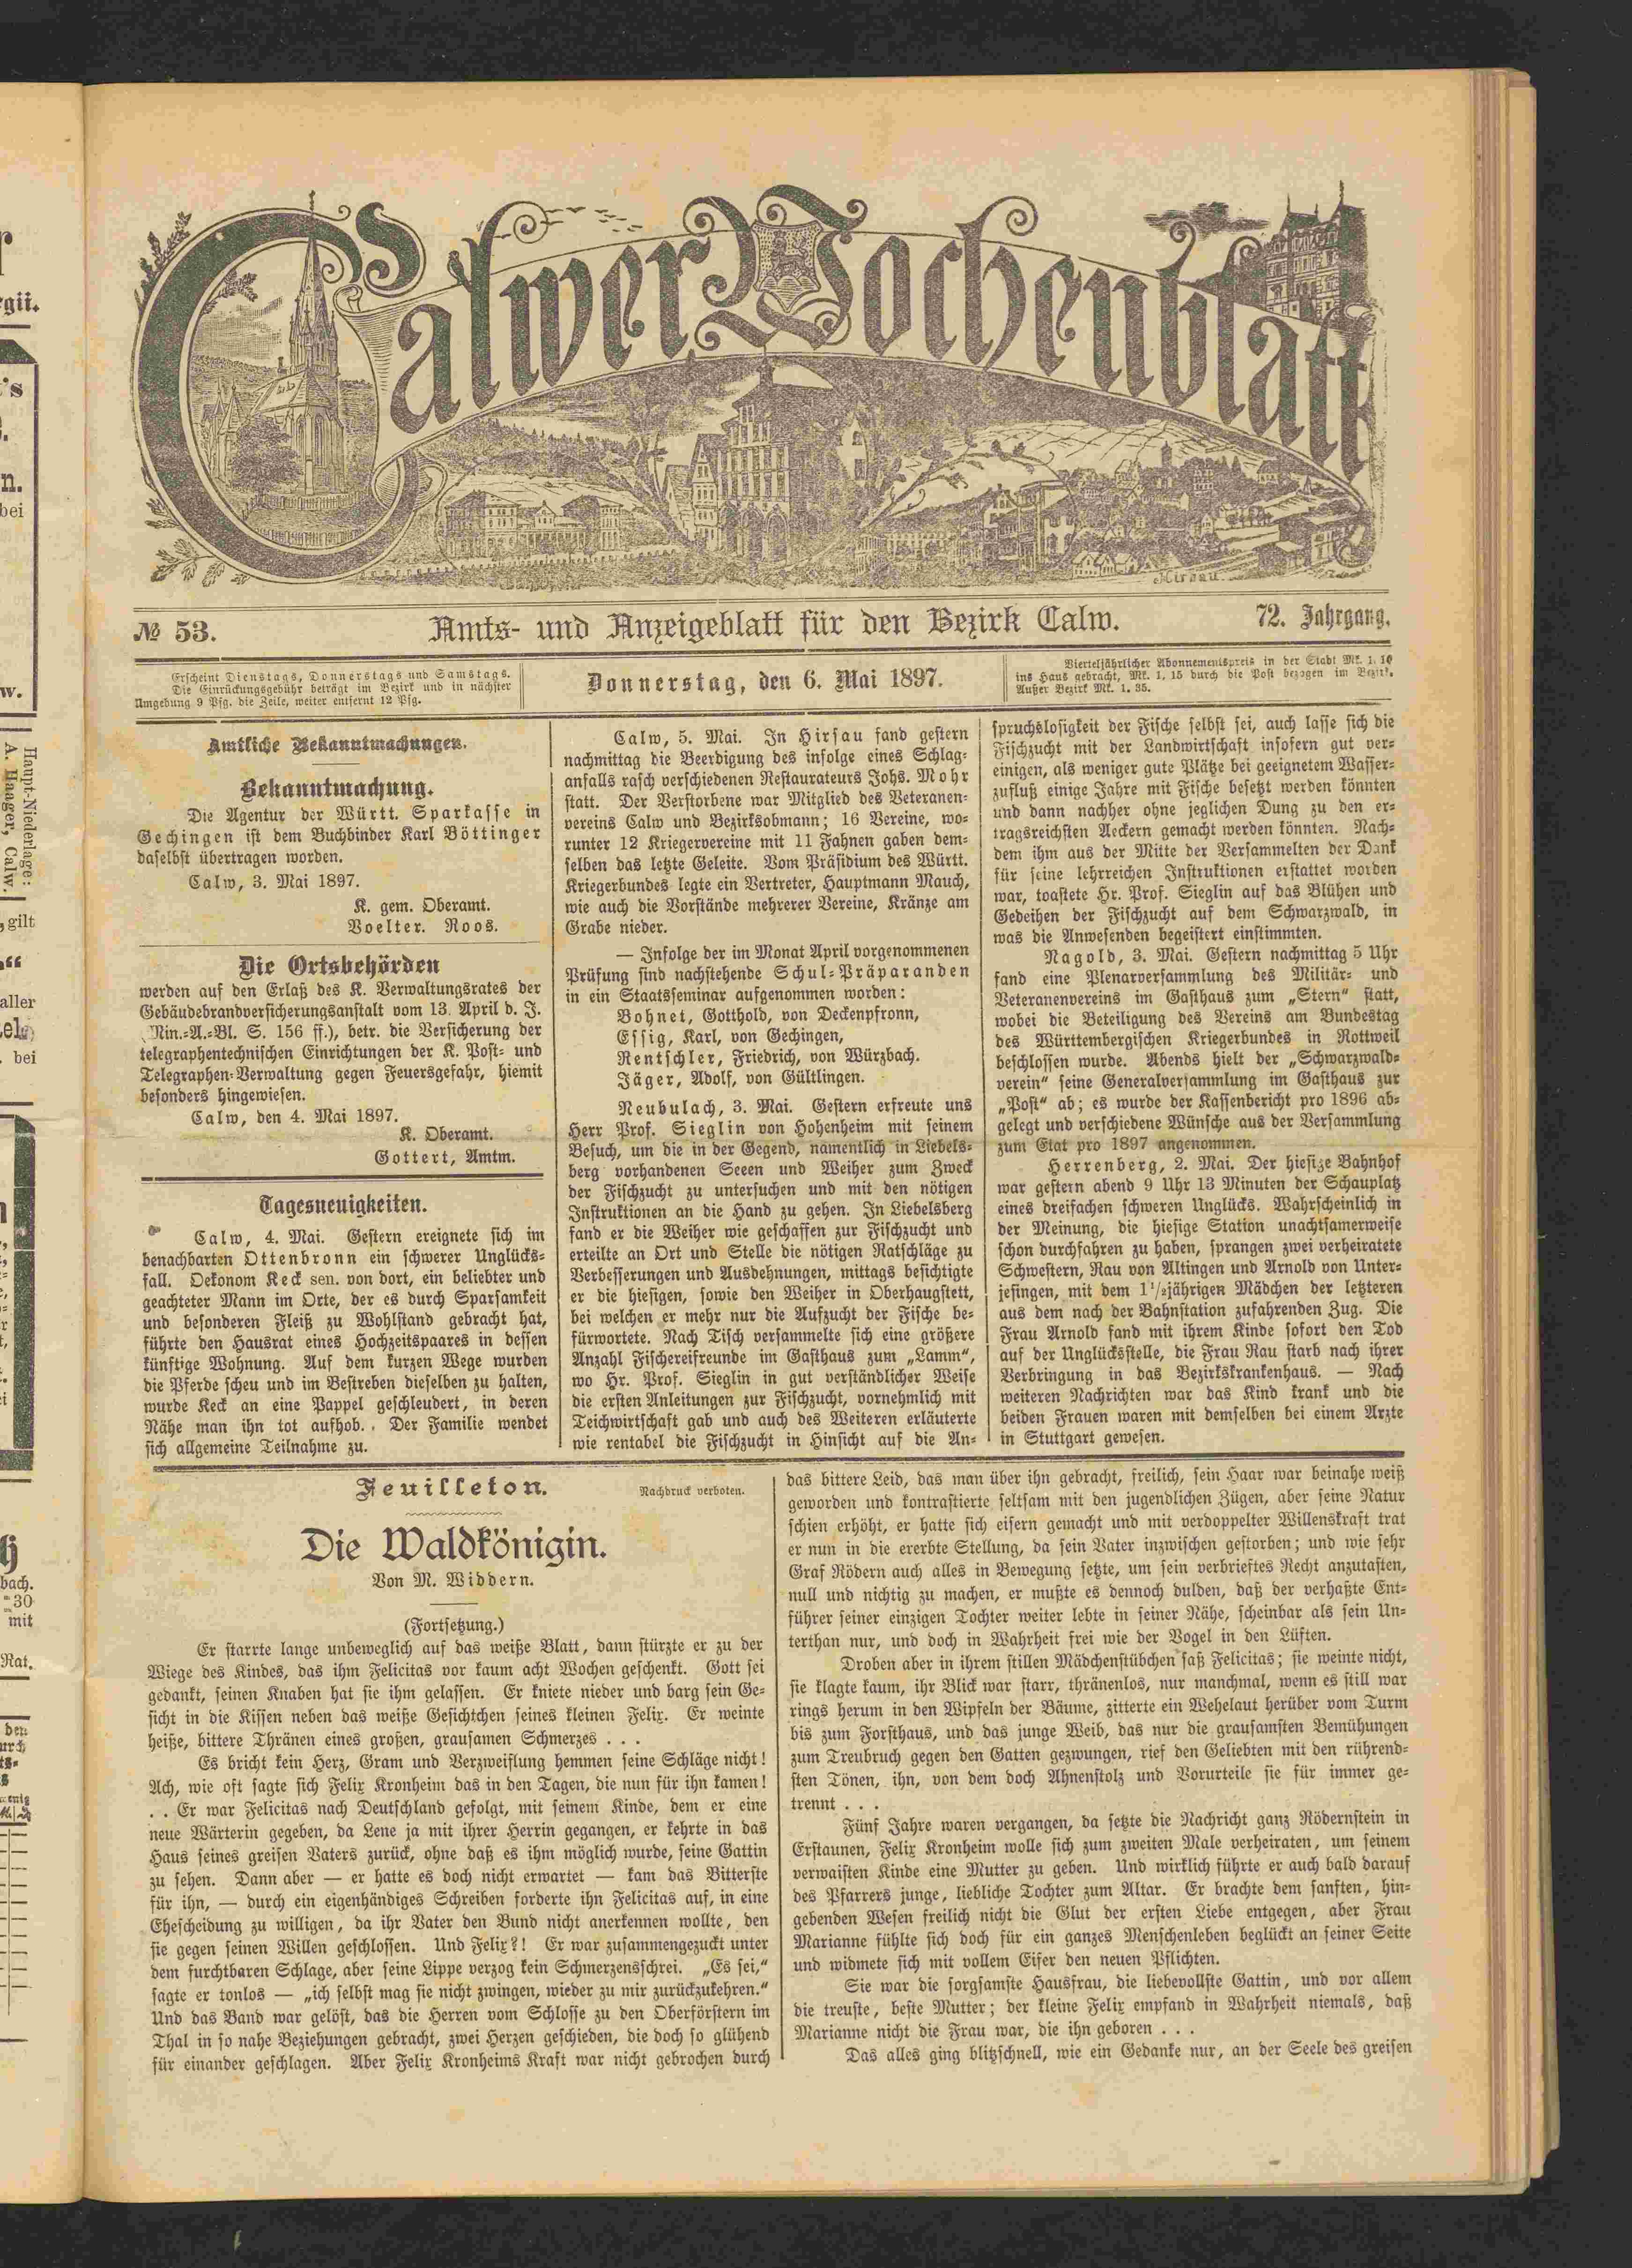 Calwer Wochenblatt
№ 53.
Amts- und Anzeigeblatt für den Bezirk Calw.
72. Jahrgang.
Erscheint Dienstags, Donnerstags und Samstags.
Die Einrückungsgebühr beträgt im Bezirk und in nächster
Umgebung 9 Pfg. die Zeile, weiter entfernt 12 Pfg.
Donnerstag, den 6. Mai 1897.
Vierteljährlicher Abonnementspreis in der Stadt Mk. 1. 10
ins Haus gebracht, Mk. 1. 15 durch die Post bezogen im Bezirk,
Außer Bezirk Mk. 1. 35.
Amtliche Bekanntmachungen.
Bekanntmachung.
Die Agentur der Württ. Sparkasse in
Gechingen ist dem Buchbinder Karl Böttinger
daselbst übertragen worden.
Calw, 3. Mai 1897.
K. gem. Oberamt.
Voelter. Roos.
Die Ortsbehörden
werden auf den Erlaß des K. Verwaltungsrates der
Gebäudebrandversicherungsanstalt vom 13. April d. J.
(Min.-A.-Bl. S. 156 ff.), betr. die Versicherung der
telegraphentechnischen Einrichtungen der K. Post- und
Telegraphen-Verwaltung gegen Feuersgefahr, hiemit
besonders hingewiesen.
Calw, den 4. Mai 1897.
K. Oberamt.
Gottert, Amtm.
Tagesneuigkeiten.
Calw, 4. Mai. Gestern ereignete sich im
benachbarten Ottenbronn ein schwerer Unglücks-
fall. Oekonom Keck sen. von dort, ein beliebter und
geachteter Mann im Orte, der es durch Sparsamkeit
und besonderen Fleiß zu Wohlstand gebracht hat,
führte den Hausrat eines Hochzeitspaares in dessen
künftige Wohnung. Auf dem kurzen Wege wurden
die Pferde scheu und im Bestreben dieselben zu halten,
wurde Keck an eine Pappel geschleudert, in deren
Nähe man ihn tot aufhob. Der Familie wendet
sich allgemeine Teilnahme zu.
Calw, 5. Mai. In Hirsau fand gestern
nachmittag die Beerdigung des infolge eines Schlag-
anfalls rasch verschiedenen Restaurateurs Johs. Mohr
statt. Der Verstorbene war Mitglied des Veteranen-
vereins Calw und Bezirksobmann; 16 Vereine, wo-
runter 12 Kriegervereine mit 11 Fahnen gaben dem-
selben das letzte Geleite. Vom Präsidium des Württ.
Kriegerbundes legte ein Vertreter, Hauptmann Mauch,
wie auch die Vorstände mehrerer Vereine, Kränze am
Grabe nieder.
— Infolge der im Monat April vorgenommenen
Prüfung sind nachstehende Schul-Präparanden
in ein Staatsseminar aufgenommen worden:
Bohnet, Gotthold, von Deckenpfronn,
Essig, Karl, von Gechingen,
Rentschler, Friedrich, von Würzbach.
Jäger, Adolf, von Gültlingen.
Neubulach, 3. Mai. Gestern erfreute uns
Herr Prof. Sieglin von Hohenheim mit seinem
Besuch, um die in der Gegend, namentlich in Liebels-
berg vorhandenen Seeen und Weiher zum Zweck
der Fischzucht zu untersuchen und mit den nötigen
Instruktionen an die Hand zu gehen. In Liebelsberg
fand er die Weiher wie geschaffen zur Fischzucht und
erteilte an Ort und Stelle die nötigen Ratschläge zu
Verbesserungen und Ausdehnungen, mittags besichtigte
er die hiesigen, sowie den Weiher in Oberhaugstett,
bei welchen er mehr nur die Aufzucht der Fische be-
fürwortete. Nach Tisch versammelte sich eine größere
Anzahl Fischereifreunde im Gasthaus zum „Lamm“,
wo Hr. Prof. Sieglin in gut verständlicher Weise
die ersten Anleitungen zur Fischzucht, vornehmlich mit
Teichwirtschaft gab und auch des Weiteren erläuterte
wie rentabel die Fischzucht in Hinsicht auf die An-
spruchslosigkeit der Fische selbst sei, auch lasse sich die
Fischzucht mit der Landwirtschaft insofern gut ver-
einigen, als weniger gute Plätze bei geeignetem Wasser-
zufluß einige Jahre mit Fische besetzt werden könnten
und dann nachher ohne jeglichen Dung zu den er-
tragsreichsten Aeckern gemacht werden könnten. Nach-
dem ihm aus der Mitte der Versammelten der Dank
für seine lehrreichen Instruktionen erstattet worden
war, toastete Hr. Prof. Sieglin auf das Blühen und
Gedeihen der Fischzucht auf dem Schwarzwald, in
was die Anwesenden begeistert einstimmten.
Nagold, 3. Mai. Gestern nachmittag 5 Uhr
fand eine Plenarversammlung des Militär- und
Veteranenvereins im Gasthaus zum „Stern“ statt,
wobei die Beteiligung des Vereins am Bundestag
des Württembergischen Kriegerbundes in Rottweil
beschlossen wurde. Abends hielt der „Schwarzwald-
verein“ seine Generalversammlung im Gasthaus zur
„Post“ ab; es wurde der Kassenbericht pro 1896 ab-
gelegt und verschiedene Wünsche aus der Versammlung
zum Etat pro 1897 angenommen.
Herrenberg, 2. Mai. Der hiesige Bahnhof
war gestern abend 9 Uhr 13 Minuten der Schauplatz
eines dreifachen schweren Unglücks. Wahrscheinlich in
der Meinung, die hiesige Station unachtsamerweise
schon durchfahren zu haben, sprangen zwei verheiratete
Schwestern, Rau von Altingen und Arnold von Unter-
jesingen, mit dem 1½jährigen Mädchen der letzteren
aus dem nach der Bahnstation zufahrenden Zug. Die
Frau Arnold fand mit ihrem Kinde sofort den Tod
auf der Unglücksstelle, die Frau Rau starb nach ihrer
Verbringung in das Bezirkskrankenhaus. — Nach
weiteren Nachrichten war das Kind krank und die
beiden Frauen waren mit demselben bei einem Arzte
in Stuttgart gewesen.
Feuilleton.
Nachdruck verboten.
Die Waldkönigin.
Von M. Widdern.
(Fortsetzung.)
Er starrte lange unbeweglich auf das weiße Blatt, dann stürzte er zu der
Wiege des Kindes, das ihm Felicitas vor kaum acht Wochen geschenkt. Gott sei
gedankt, seinen Knaben hat sie ihm gelassen. Er kniete nieder und barg sein Ge-
sicht in die Kissen neben das weiße Gesichtchen seines kleinen Felix. Er weinte
heiße, bittere Thränen eines großen, grausamen Schmerzes . . .
Es bricht kein Herz, Gram und Verzweiflung hemmen seine Schläge nicht!
Ach, wie oft sagte sich Felix Kronheim das in den Tagen, die nun für ihn kamen!
. . Er war Felicitas nach Deutschland gefolgt, mit seinem Kinde, dem er eine
neue Wärterin gegeben, da Lene ja mit ihrer Herrin gegangen, er kehrte in das
Haus seines greisen Vaters zurück, ohne daß es ihm möglich wurde, seine Gattin
zu sehen. Dann aber — er hatte es doch nicht erwartet — kam das Bitterste
für ihn, — durch ein eigenhändiges Schreiben forderte ihn Felicitas auf, in eine
Ehescheidung zu willigen, da ihr Vater den Bund nicht anerkennen wollte, den
sie gegen seinen Willen geschlossen. Und Felix?! Er war zusammengezuckt unter
dem furchtbaren Schlage, aber seine Lippe verzog kein Schmerzensschrei. „Es sei,“
sagte er tonlos — „ich selbst mag sie nicht zwingen, wieder zu mir zurückzukehren.“
Und das Band war gelöst, das die Herren vom Schlosse zu den Oberförstern im
Thal in so nahe Beziehungen gebracht, zwei Herzen geschieden, die doch so glühend
für einander geschlagen. Aber Felix Kronheims Kraft war nicht gebrochen durch
das bittere Leid, das man über ihn gebracht, freilich, sein Haar war beinahe weiß
geworden und kontrastierte seltsam mit den jugendlichen Zügen, aber seine Natur
schien erhöht, er hatte sich eisern gemacht und mit verdoppelter Willenskraft trat
er nun in die ererbte Stellung, da sein Vater inzwischen gestorben; und wie sehr
Graf Rödern auch alles in Bewegung setzte, um sein verbrieftes Recht anzutasten,
null und nichtig zu machen, er mußte es dennoch dulden, daß der verhaßte Ent-
führer seiner einzigen Tochter weiter lebte in seiner Nähe, scheinbar als sein Un-
terthan nur, und doch in Wahrheit frei wie der Vogel in den Lüften.
Droben aber in ihrem stillen Mädchenstübchen saß Felicitas; sie weinte nicht,
sie klagte kaum, ihr Blick war starr, thränenlos, nur manchmal, wenn es still war
rings herum in den Wipfeln der Bäume, zitterte ein Wehelaut herüber vom Turm
bis zum Forsthaus, und das junge Weib, das nur die grausamsten Bemühungen
zum Treubruch gegen den Gatten gezwungen, rief den Geliebten mit den rührend-
sten Tönen, ihn, von dem doch Ahnenstolz und Vorurteile sie für immer ge-
trennt . . .
Fünf Jahre waren vergangen, da setzte die Nachricht ganz Rödernstein in
Erstaunen, Felix Kronheim wolle sich zum zweiten Male verheiraten, um seinem
verwaisten Kinde eine Mutter zu geben. Und wirklich führte er auch bald darauf
des Pfarrers junge, liebliche Tochter zum Altar. Er brachte dem sanften, hin-
gebenden Wesen freilich nicht die Glut der ersten Liebe entgegen, aber Frau
Marianne fühlte sich doch für ein ganzes Menschenleben beglückt an seiner Seite
und widmete sich mit vollem Eifer den neuen Pflichten.
Sie war die sorgsamste Hausfrau, die liebevollste Gattin, und vor allem
die treuste, beste Mutter; der kleine Felix empfand in Wahrheit niemals, daß
Marianne nicht die Frau war, die ihn geboren . . .
Das alles ging blitzschnell, wie ein Gedanke nur, an der Seele des greisen
Haupt-Niederlage:
A. Haager, Calw.